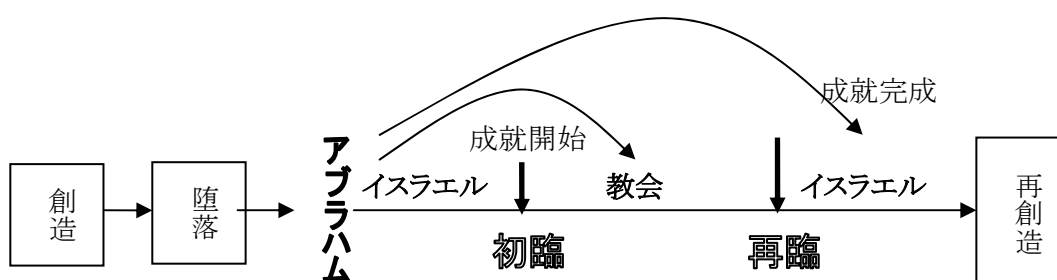 創造
堕落
アブラハム
成就開始
成就完成
イスラエル
教会
イスラエル
初臨
再臨
再創造